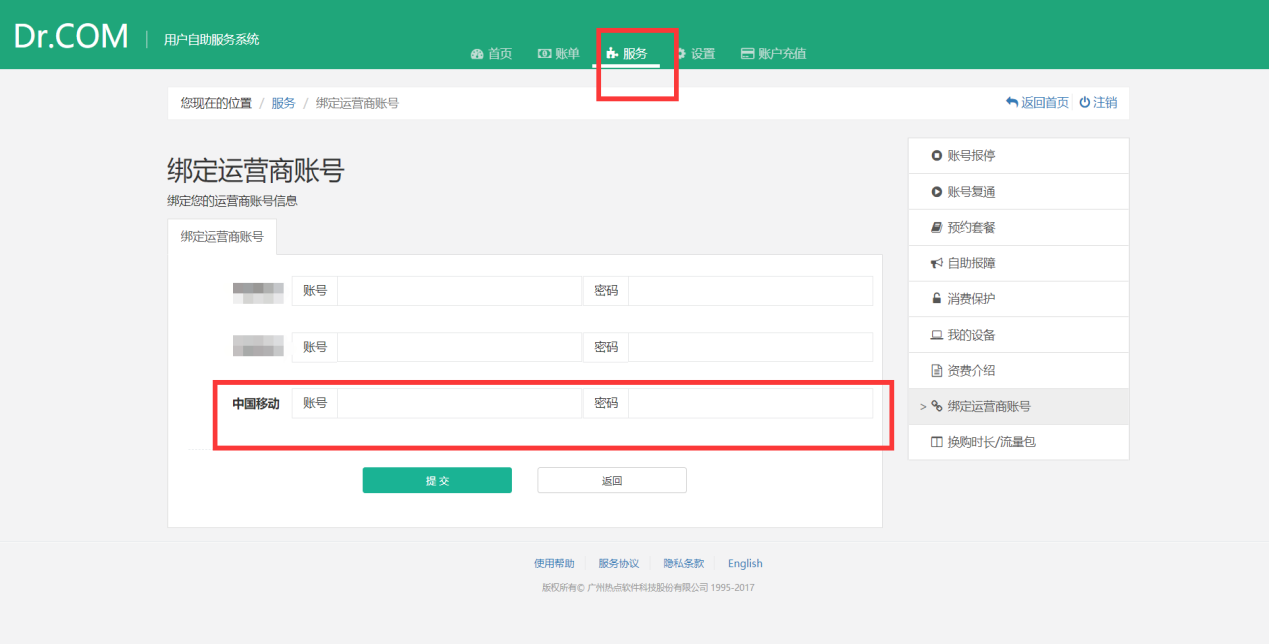 Dr.COM | 用户自助服务系统
首页 账单 服务 设置 账户充值
您现在的位置 / 服务 / 绑定运营商账号 返回首页 注销
绑定运营商账号
绑定您的运营商账号信息
绑定运营商账号
账号 密码
账号 密码
中国移动 账号 密码
提 交 返回
账号报停
账号复通
预约套餐
自助报障
消费保护
我的设备
资费介绍
> 绑定运营商账号
换购时长/流量包
使用帮助 服务协议 隐私条款 English
版权所有© 广州热点软件科技股份有限公司 1995-2017